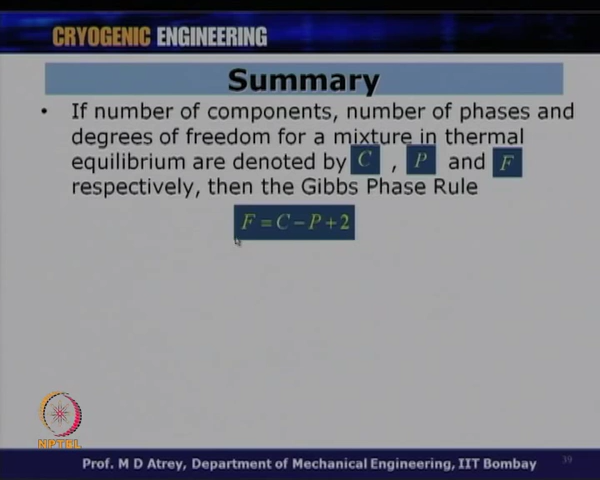 CRYOGENIC ENGINEERING
Summary
• If number of components, number of phases and
degrees of freedom for a mixture in thermal
equilibrium are denoted by C , P and F
respectively, then the Gibbs Phase Rule
F = C − P + 2
NPTEL
Prof. M D Atrey, Department of Mechanical Engineering, IIT Bombay
39